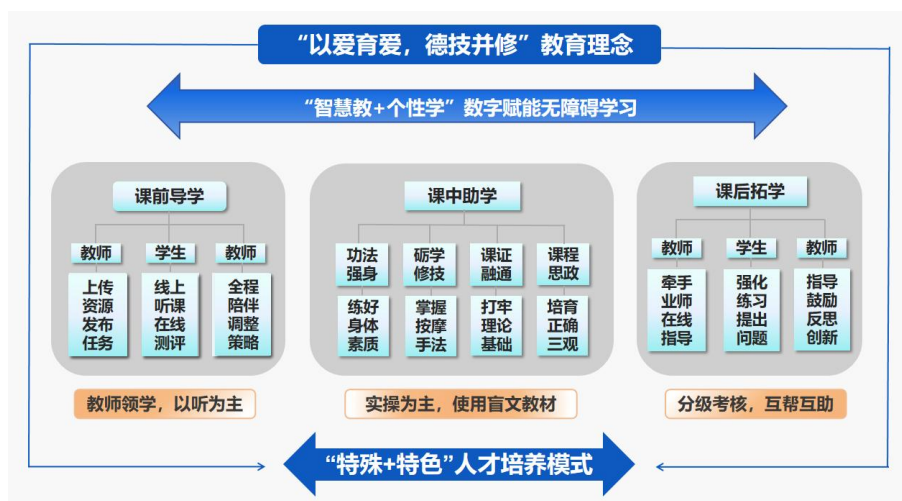 “以爱育爱，德技并修”教育理念
“智慧教+个性学”数字赋能无障碍学习
课前导学
教师
学生
教师
上传
资源
发布
任务
线上
听课
在线
测评
全程
陪伴
调整
策略
教师领学，以听为主
课中助学
功法
强身
砺学
修技
课证
融通
课程
思政
练好
身体
素质
掌握
按摩
手法
打牢
理论
基础
培育
正确
三观
实操为主，使用盲文教材
课后拓学
教师
学生
教师
牵手
业师
在线
指导
强化
练习
提出
问题
指导
鼓励
反思
创新
分级考核，互帮互助
“特殊+特色”人才培养模式